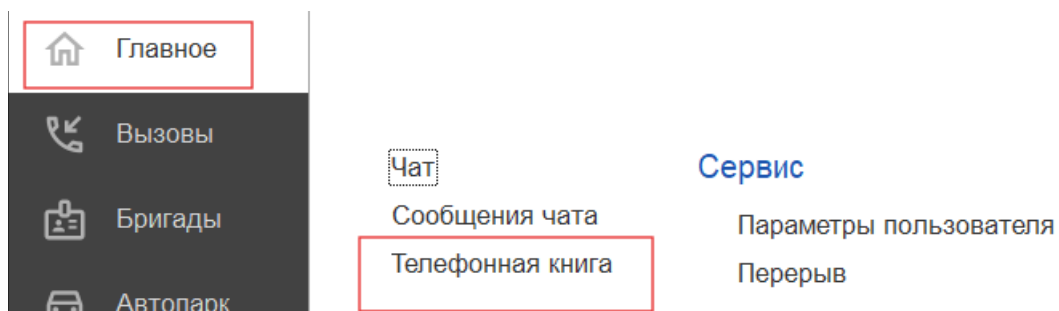 Главное
Вызовы
Бригады
Автопарк
Чат
Сообщения чата
Телефонная книга
Сервис
Параметры пользователя
Перерыв